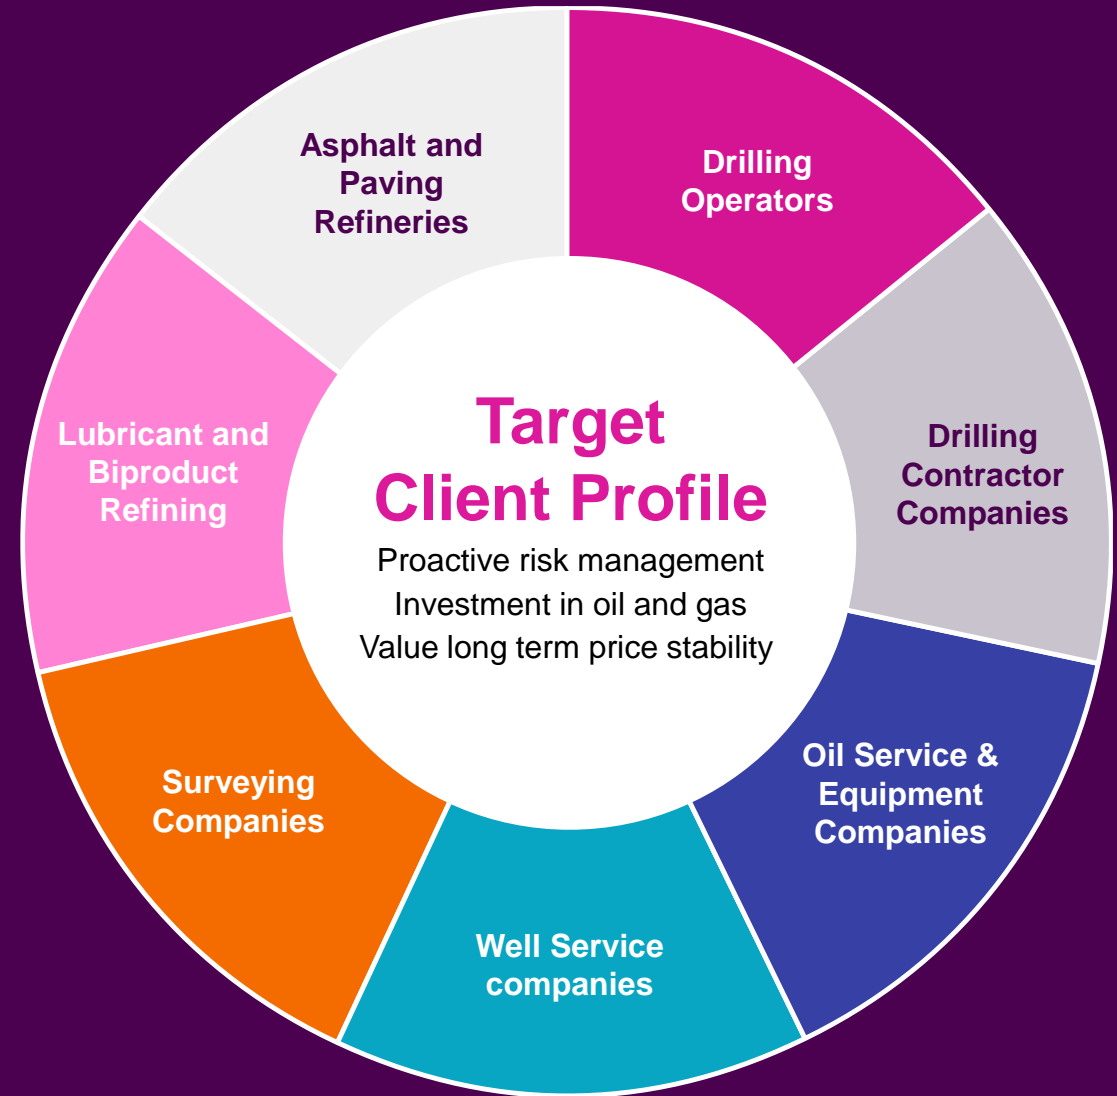 Target
Client Profile
Proactive risk management
Investment in oil and gas
Value long term price stability
Drilling
Operators
Drilling
Contractor
Companies
Oil Service &
Equipment
Companies
Well Service
companies
Surveying
Companies
Lubricant and
Biproduct
Refining
Asphalt and
Paving
Refineries